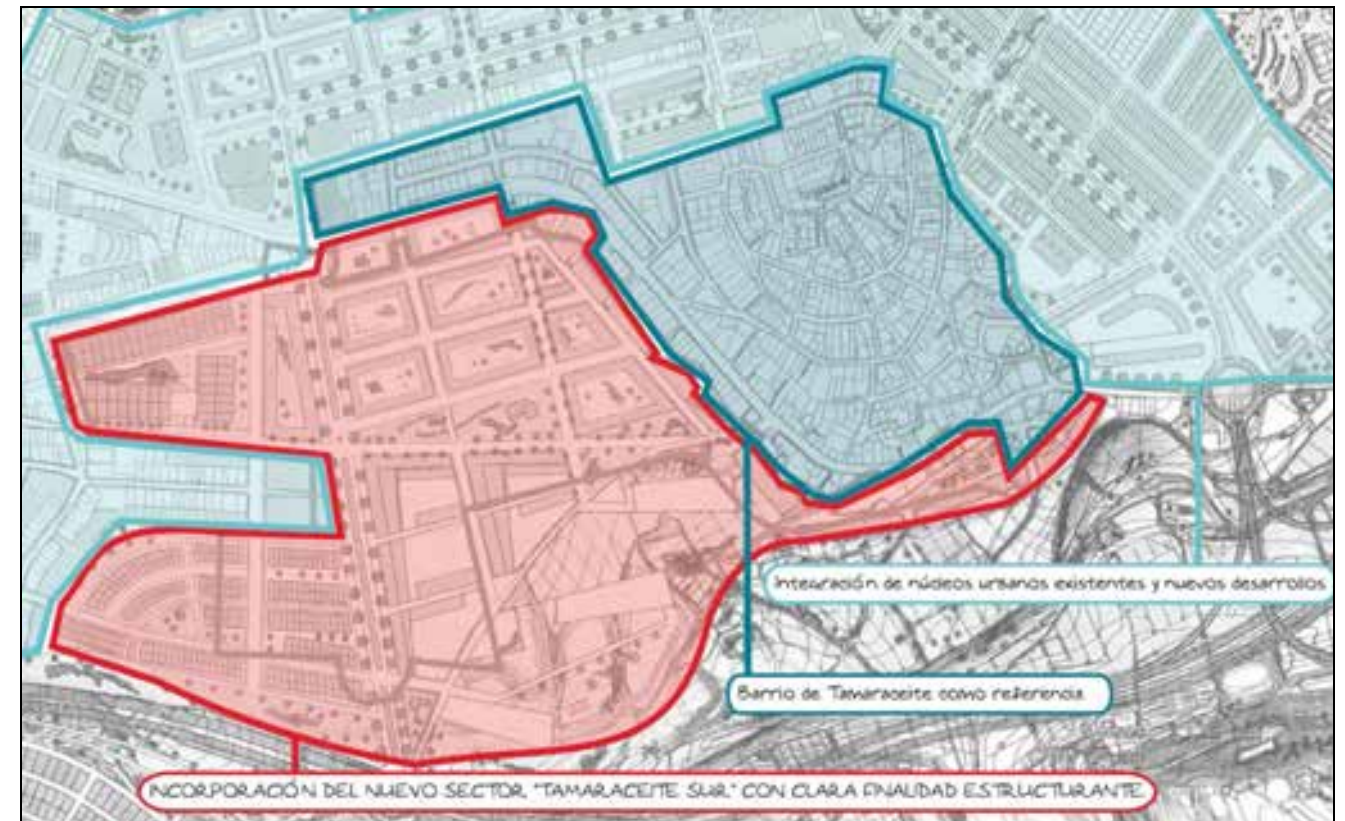 Integración de núcleos urbanos existentes y nuevos desarrollos
Barrio de Tamaraceite como referencia
INCORPORACIÓN DEL NUEVO SECTOR "TAMARACEITE SUR" CON CLARA FINALIDAD ESTRUCTURANTE